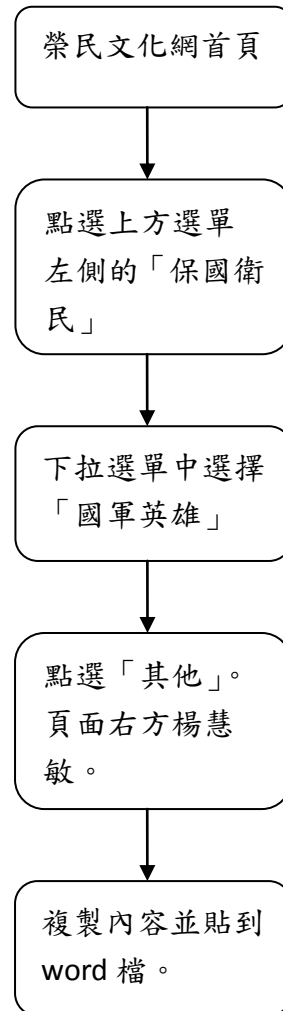 榮民文化網首頁
點選上方選單
左側的「保國衛
民」
下拉選單中選擇
「國軍英雄」
點選「其他」。
頁面右方楊慧
敏。
複製內容並貼到
word 檔。